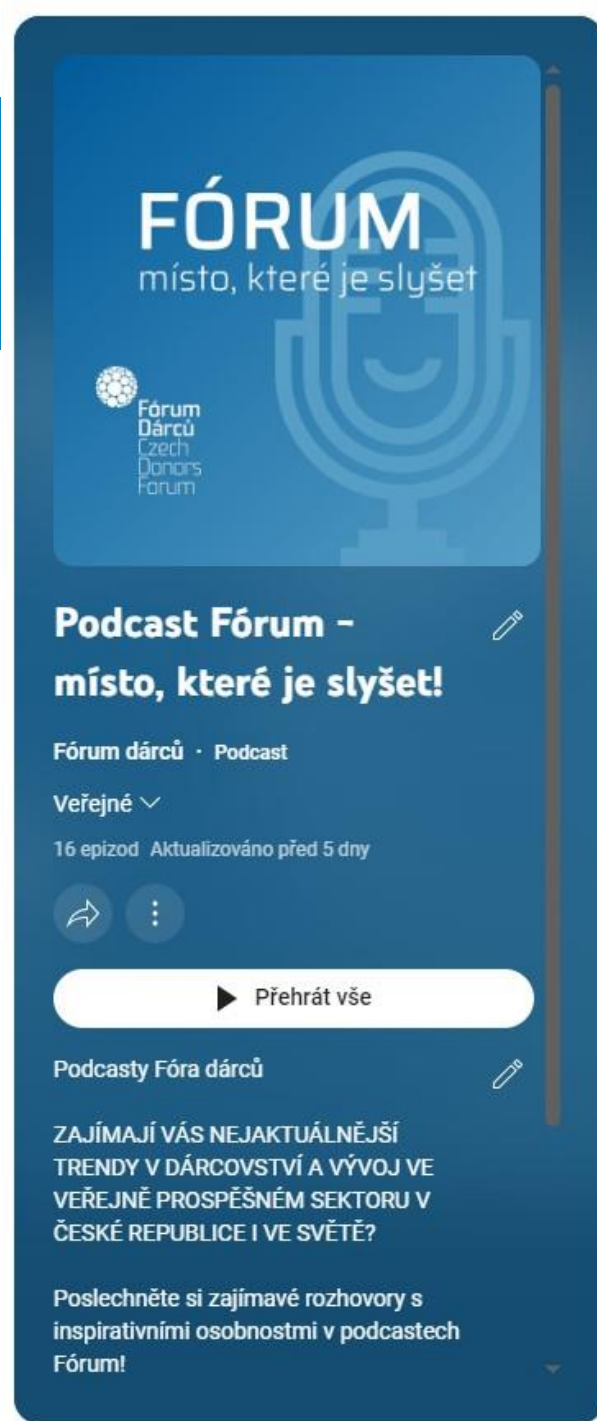 FÓRUM
místo, které je slyšet
Fórum
Dárců
Czech
Donors
Forum
Podcast Fórum –
místo, které je slyšet!
Fórum dárců · Podcast
Veřejné
16 epizod Aktualizováno před 5 dny
Přehrát vše
Podcasty Fóra dárců
ZAJÍMAJÍ VÁS NEJAKTUÁLNĚJŠÍ
TRENDY V DÁRCOVSTVÍ A VÝVOJ VE
VEŘEJNĚ PROSPĚŠNÉM SEKTORU V
ČESKÉ REPUBLICE I VE SVĚTĚ?
Poslechněte si zajímavé rozhovory s
inspirativními osobnostmi v podcastech
Fórum!